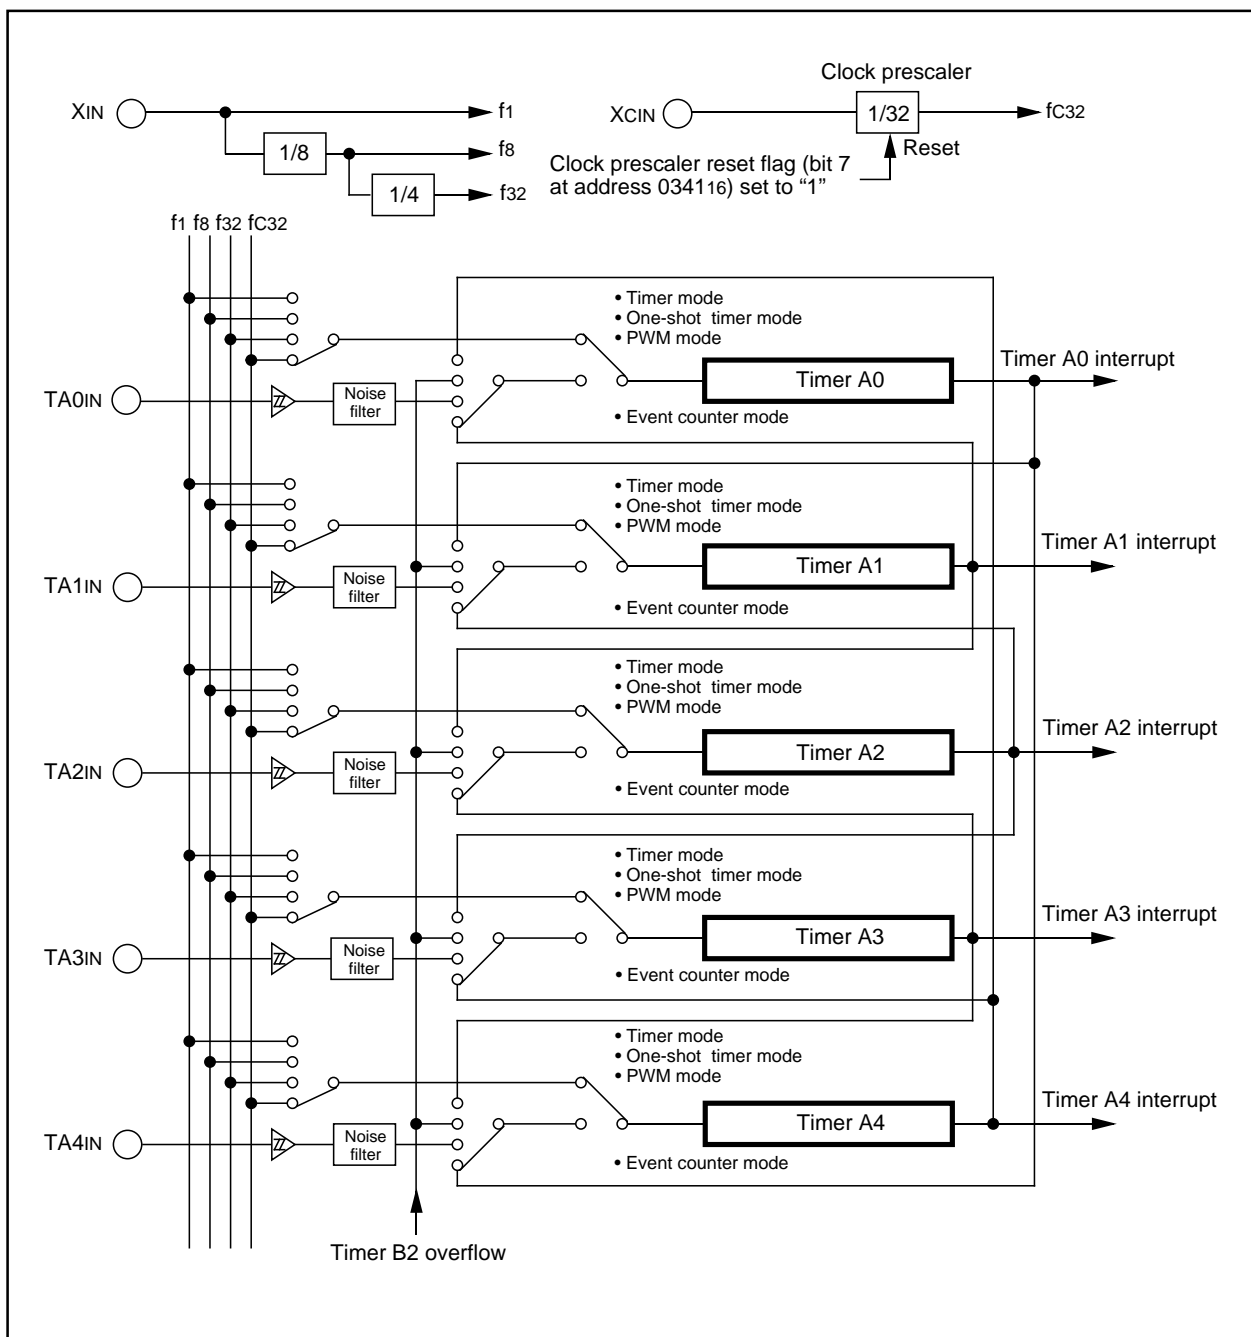 Clock prescaler
XIN
f1
XCIN
1/32
fC32
1/8
f8
Reset
Clock prescaler reset flag (bit 7
at address 034116) set to “1”
1/4
f32
f1 f8 f32 fC32
• Timer mode
• One-shot timer mode
• PWM mode
Timer A0 interrupt
Timer A0
TA0IN
Noise
filter
• Event counter mode
• Timer mode
• One-shot timer mode
• PWM mode
Timer A1 interrupt
Timer A1
TA1IN
Noise
filter
• Event counter mode
• Timer mode
• One-shot timer mode
• PWM mode
Timer A2 interrupt
Timer A2
TA2IN
Noise
filter
• Event counter mode
• Timer mode
• One-shot timer mode
• PWM mode
Timer A3 interrupt
Timer A3
TA3IN
Noise
filter
• Event counter mode
• Timer mode
• One-shot timer mode
• PWM mode
Timer A4 interrupt
Timer A4
TA4IN
Noise
filter
• Event counter mode
Timer B2 overflow